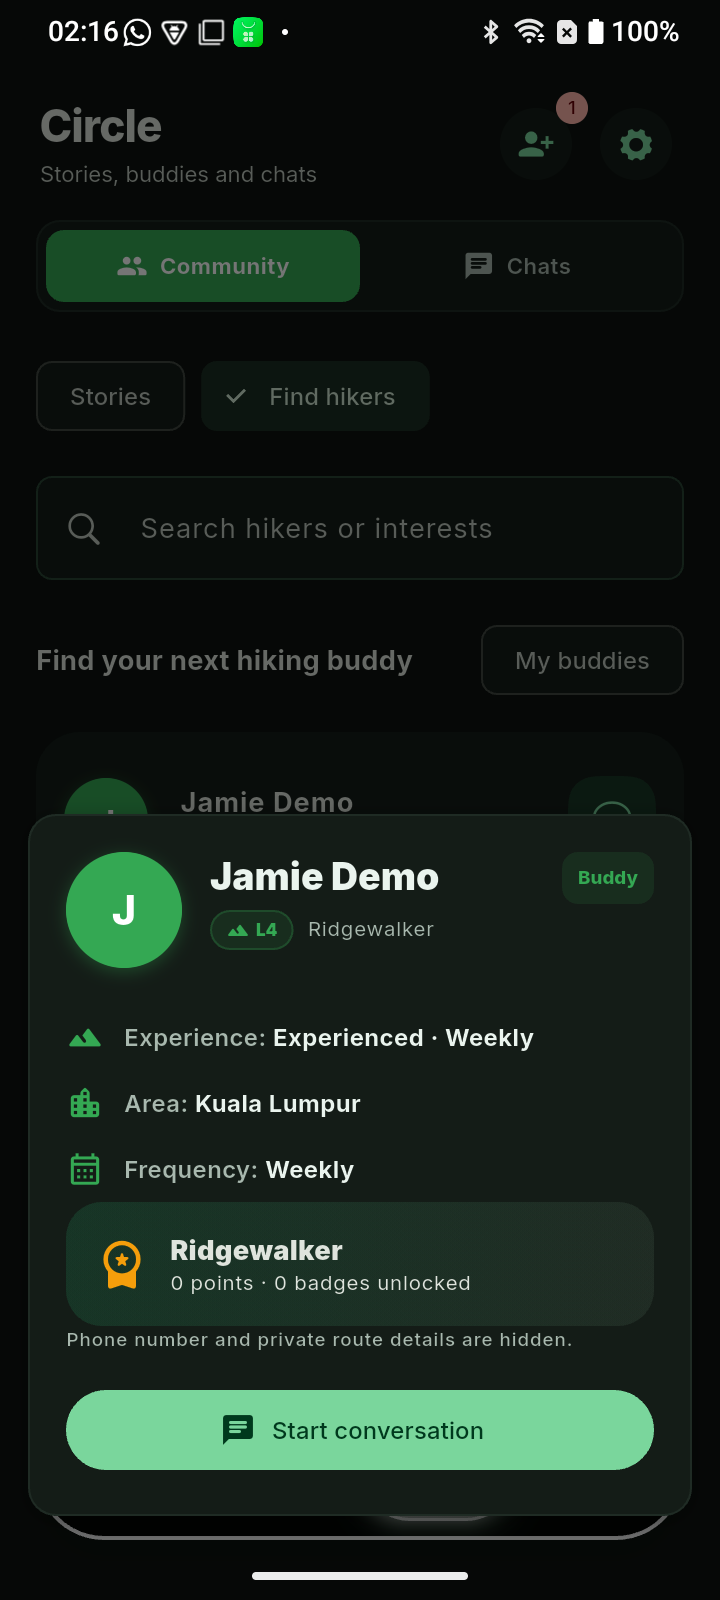 02:16
100%
Circle
1
Stories, buddies and chats
Community
Chats
Stories
Find hikers
Search hikers or interests
Find your next hiking buddy
My buddies
Jamie Demo
J
Jamie Demo
Buddy
L4
Ridgewalker
Experience: Experienced · Weekly
Area: Kuala Lumpur
Frequency: Weekly
Ridgewalker
0 points · 0 badges unlocked
Phone number and private route details are hidden.
Start conversation